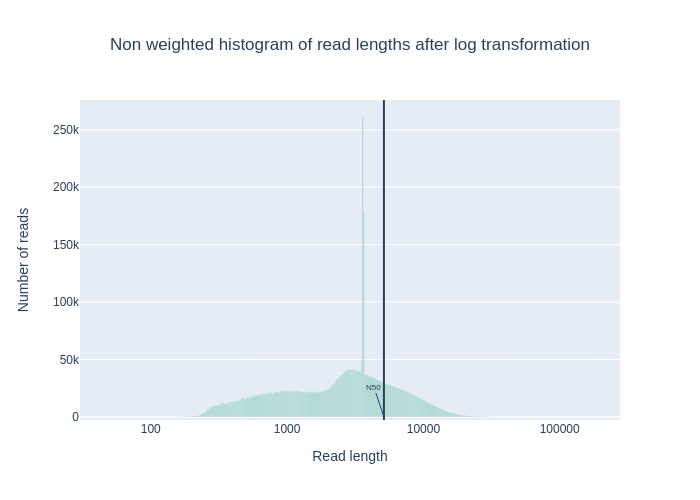 Non weighted histogram of read lengths after log transformation
Number of reads
250k
200k
150k
100k
50k
0
N50
100
1000
10000
100000
Read length